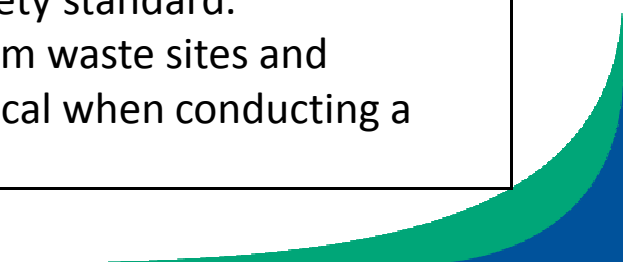 ety standard.
m waste sites and
cal when conducting a